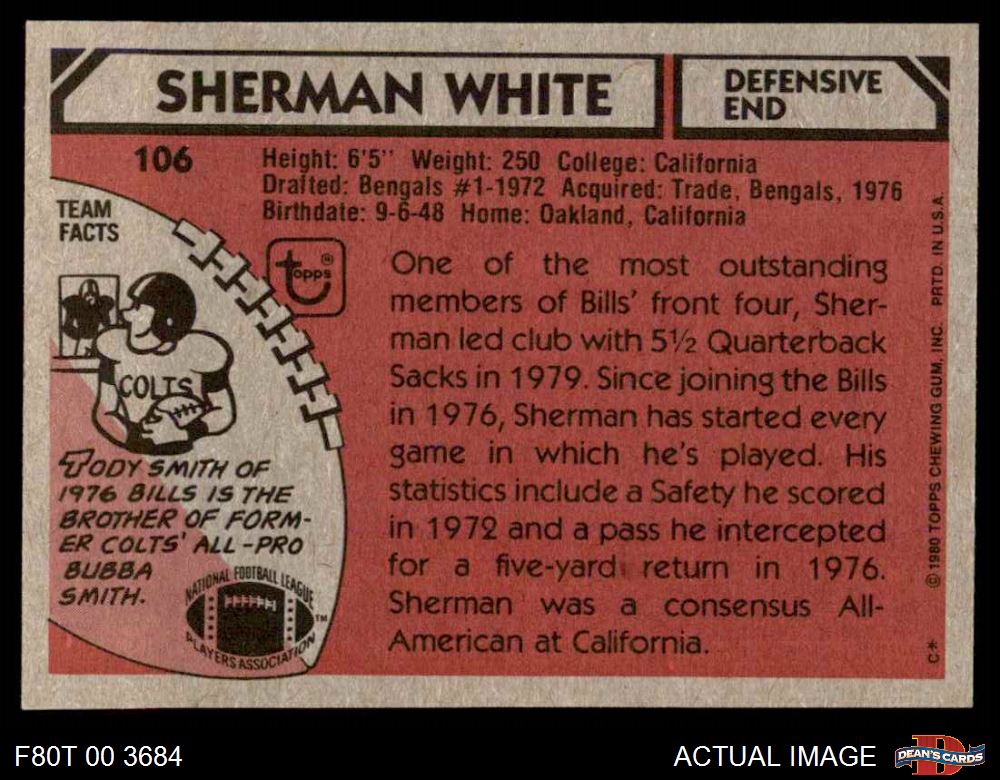 SHERMAN WHITE
DEFENSIVE
END
106
Height: 6'5" Weight: 250 College: California
Drafted: Bengals #1-1972 Acquired: Trade, Bengals, 1976
Birthdate: 9-6-48 Home: Oakland, California
TEAM
FACTS
topps
COLTS
TODY SMITH OF
1976 BILLS IS THE
BROTHER OF FORM-
ER COLTS' ALL-PRO
BUBBA
SMITH.
NATIONAL FOOTBALL LEAGUE
PLAYERS ASSOCIATION
TM
One of the most outstanding
members of Bills' front four, Sher-
man led club with 5½ Quarterback
Sacks in 1979. Since joining the Bills
in 1976, Sherman has started every
game in which he's played. His
statistics include a Safety he scored
in 1972 and a pass he intercepted
for a five-yard return in 1976.
Sherman was a consensus All-
American at California.
C* © 1980 TOPPS CHEWING GUM, INC. PRTD. IN U.S.A.
F80T 00 3684
ACTUAL IMAGE
DEAN'S CARDS